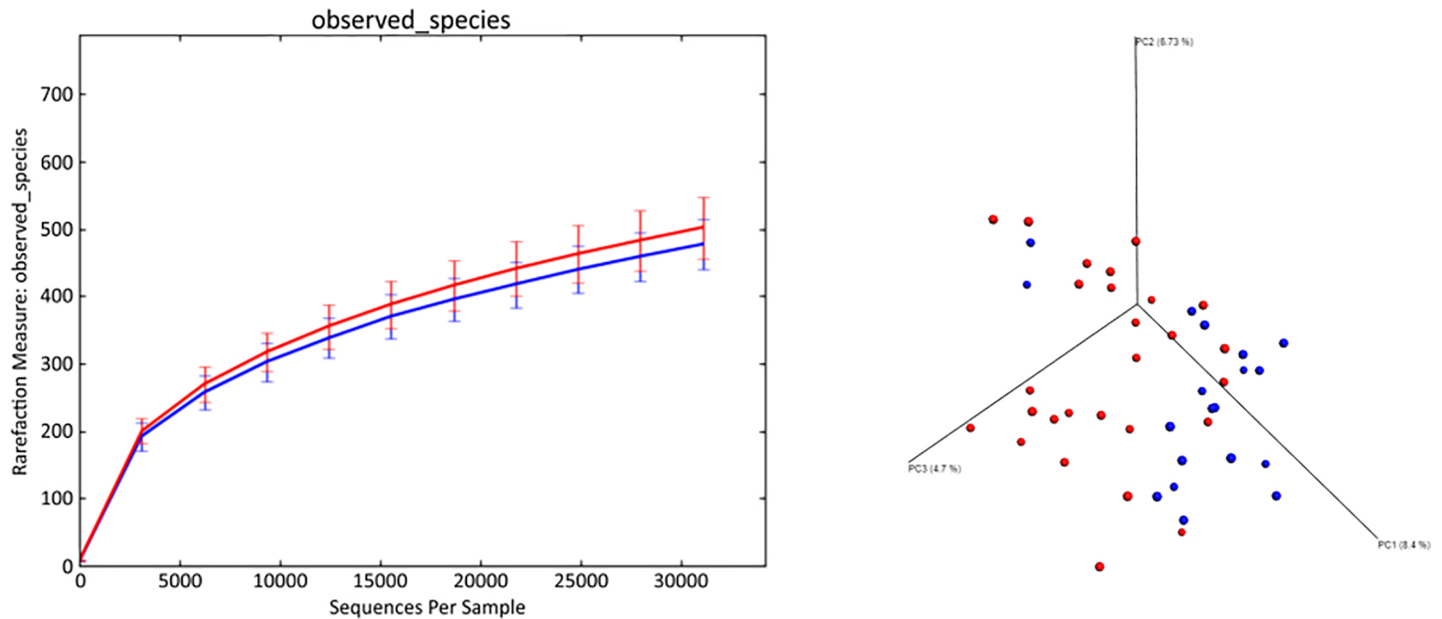 observed_species
Rarefaction Measure: observed_species
700
600
500
400
300
200
100
0
0 5000 10000 15000 20000 25000 30000
Sequences Per Sample
PC2 (6.73 %)
PC3 (4.7 %)
PC1 (8.4 %)